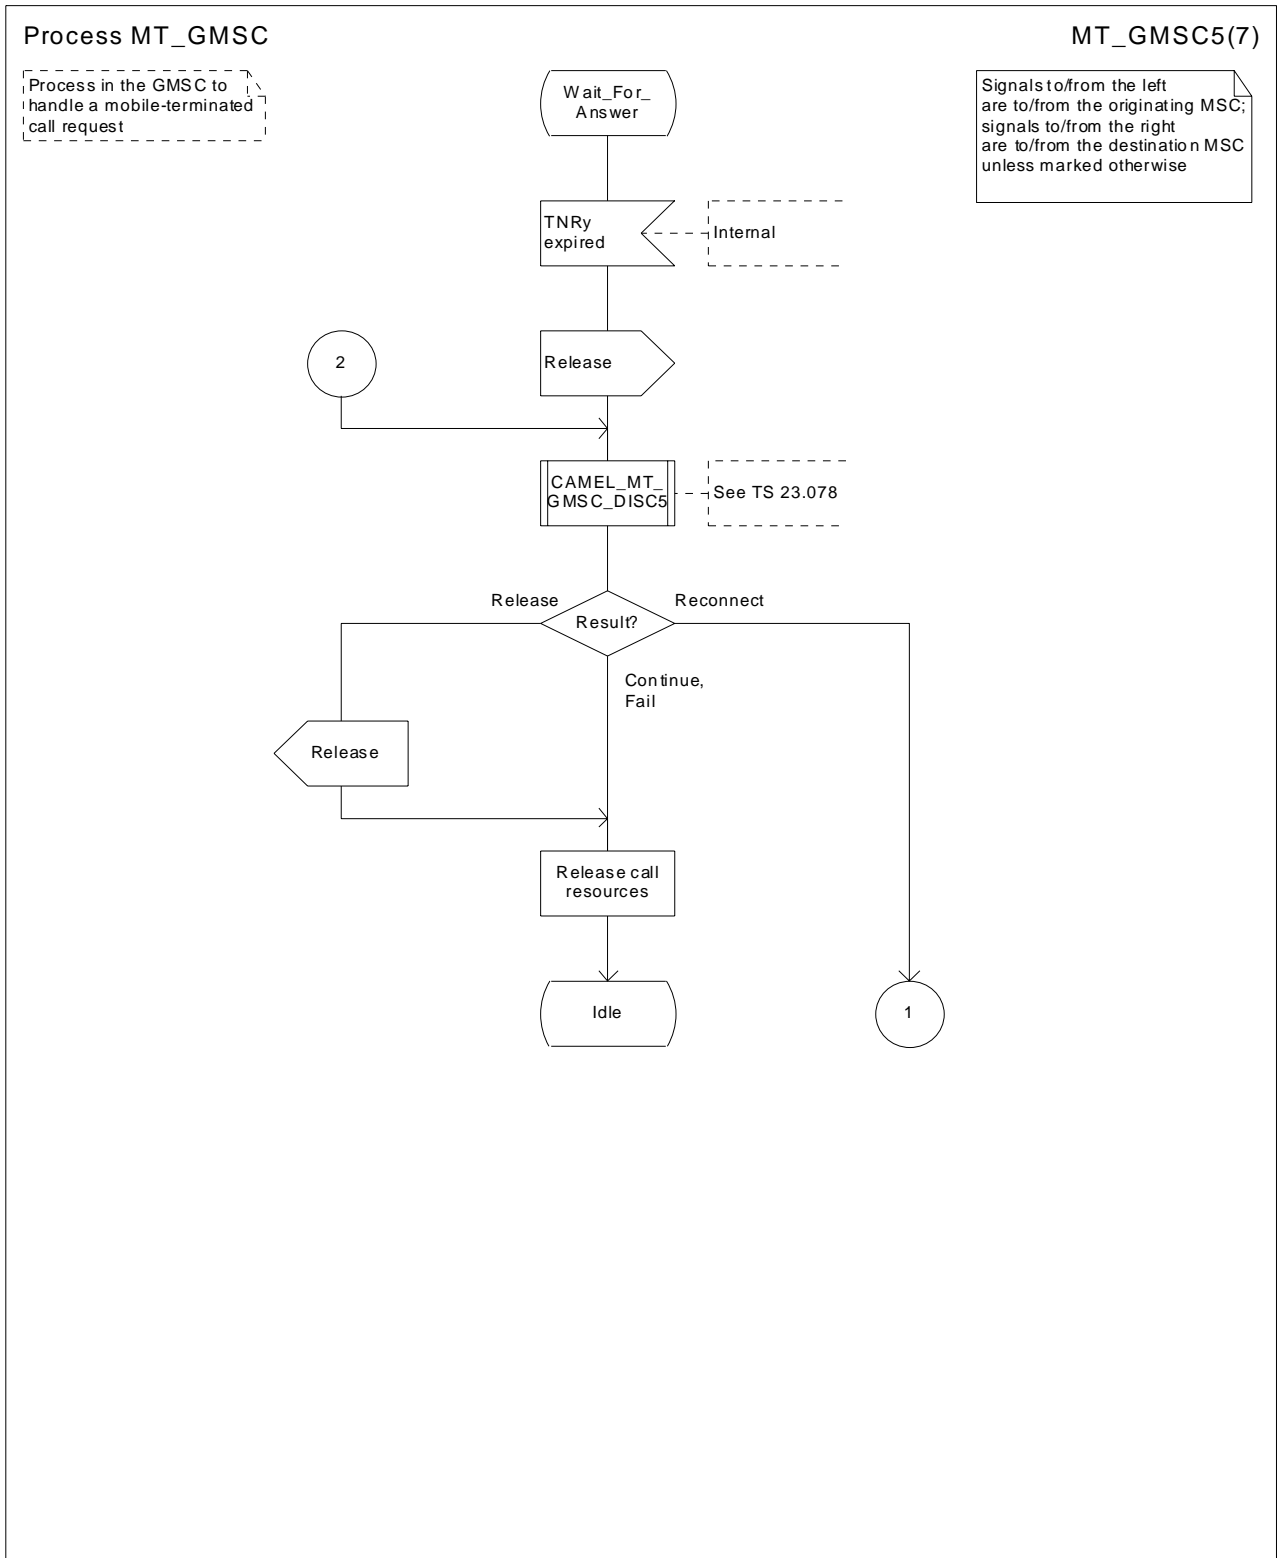 Process MT_GMSC
MT_GMSC5(7)
Process in the GMSC to
handle a mobile-terminated
call request
Signals to/from the left
are to/from the originating MSC;
signals to/from the right
are to/from the destination MSC
unless marked otherwise
Wait_For_
Answer
TNRy
expired
Internal
2
Release
CAMEL_MT_
GMSC_DISC5
See TS 23.078
Release
Result?
Reconnect
Continue,
Fail
Release
Release call
resources
Idle
1